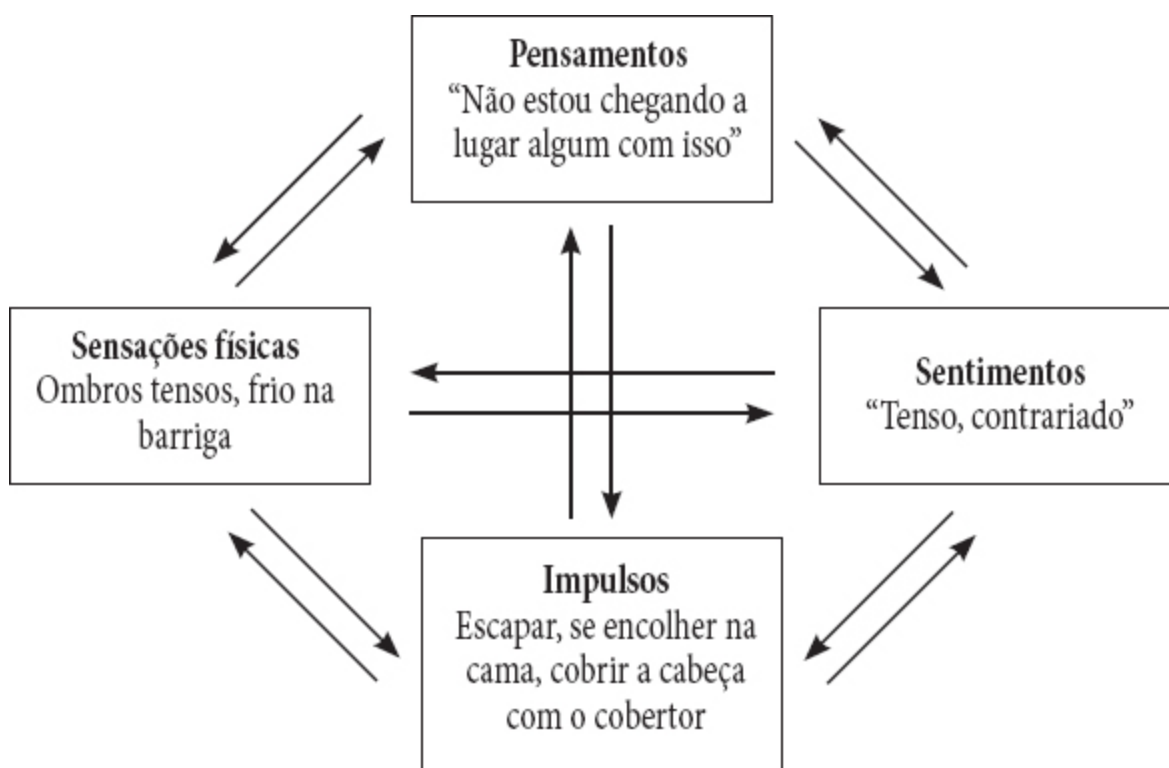 Pensamentos
“Não estou chegando a
lugar algum com isso”
Sensações físicas
Ombros tensos, frio na
barriga
Sentimentos
“Tenso, contrariado”
Impulsos
Escapar, se encolher na
cama, cobrir a cabeça
com o cobertor